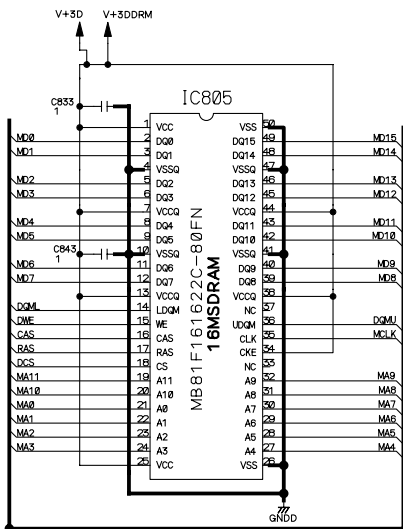 V+3D V+3DDRM
IC805
C833
1
1 VCC VSS 50
MD0 2 DQ0 DQ15 49 MD15
MD1 3 DQ1 DQ14 48 MD14
4 VSSQ VSSQ 47
MD2 5 DQ2 DQ13 46 MD13
MD3 6 DQ3 DQ12 45 MD12
7 VCCQ VCCQ 44
MD4 8 DQ4 DQ11 43 MD11
MD5 9 DQ5 DQ10 42 MD10
C843
1
10 VSSQ VSSQ 41
MD6 11 DQ6 DQ9 40 MD9
MD7 12 DQ7 DQ8 39 MD8
13 VCCQ VCCQ 38
DQML 14 LDQM NC 37
DWE 15 WE UDQM 36 DQMU
CAS 16 CAS CLK 35 MCLK
RAS 17 RAS CKE 34
DCS 18 CS NC 33
MA11 19 A11 A9 32 MA9
MA10 20 A10 A8 31 MA8
MA0 21 A0 A7 30 MA7
MA1 22 A1 A6 29 MA6
MA2 23 A2 A5 28 MA5
MA3 24 A3 A4 27 MA4
25 VCC VSS 26
MB81F161622C-80FN
16MSDRAM
GNDD